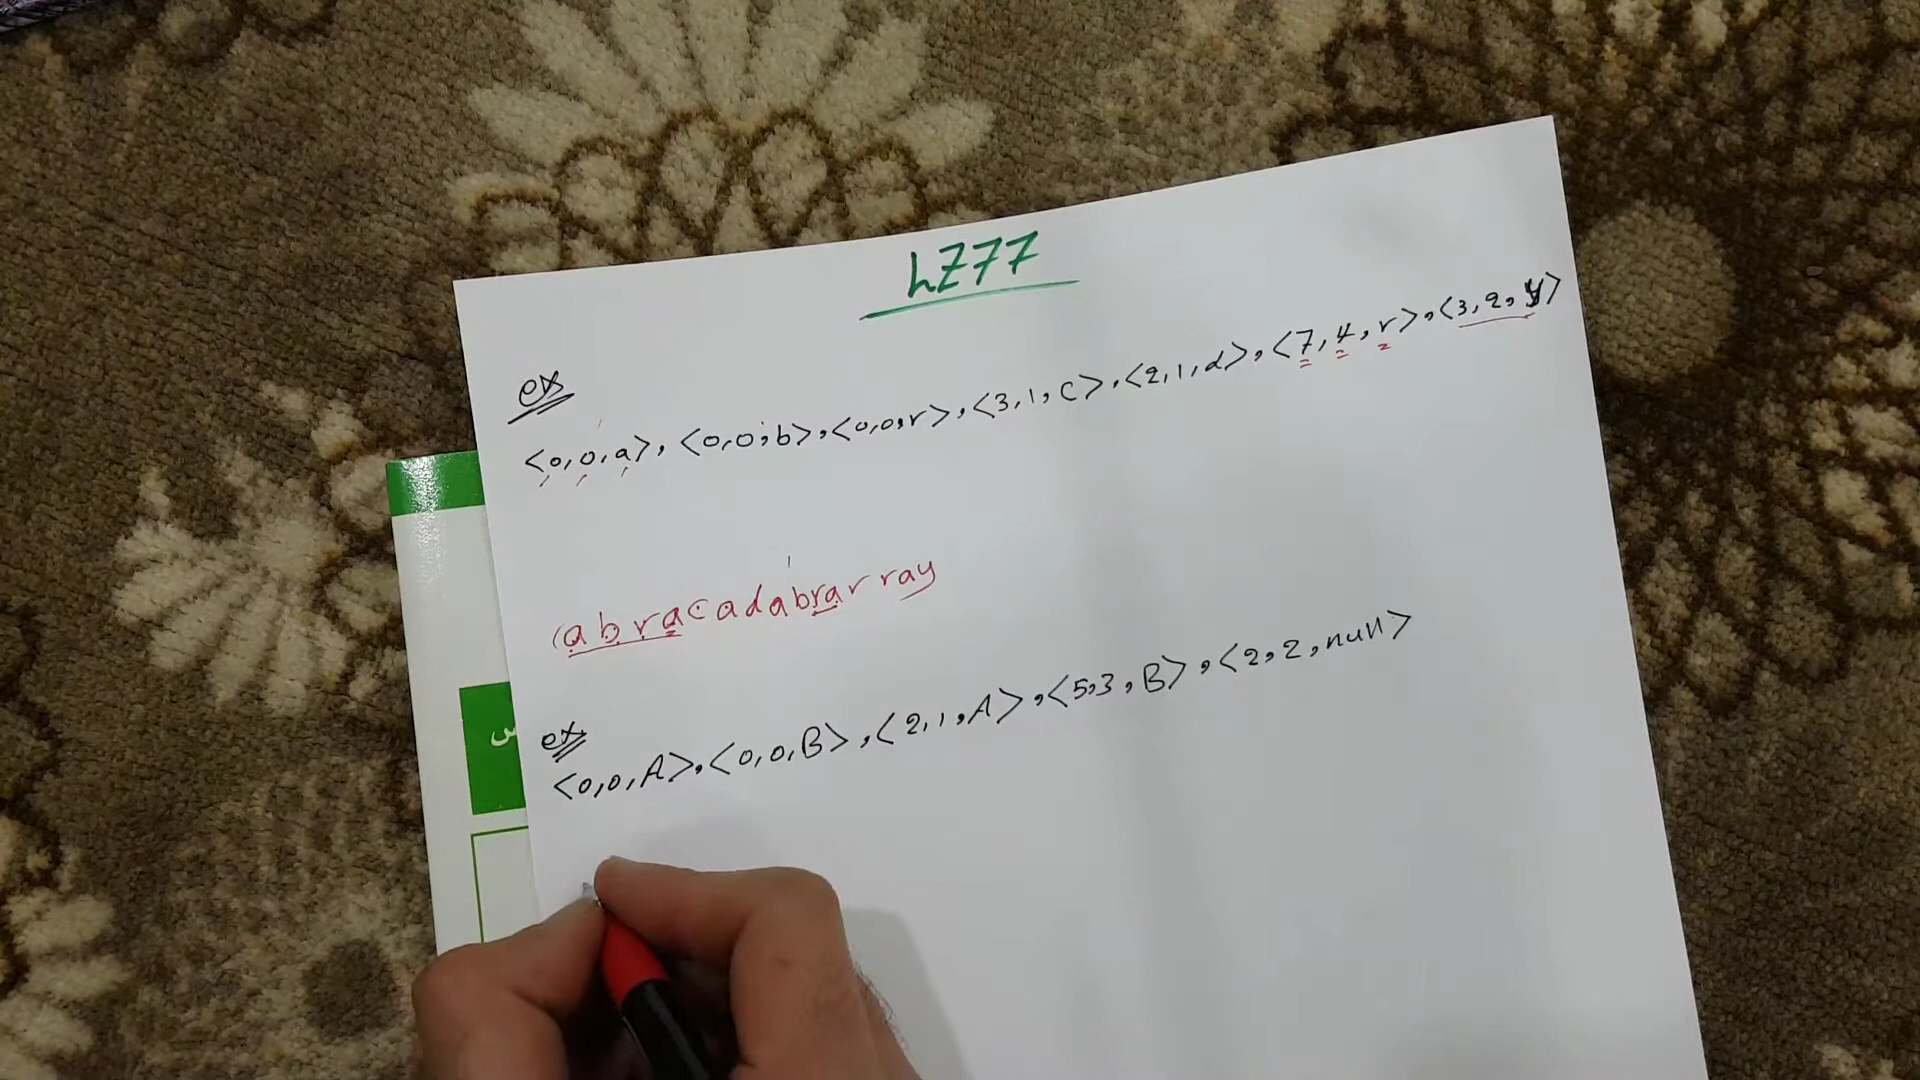 LZ77
ex
<0,0,a>, <0,0,b>,<0,0,r>,<3,1,c>,<2,1,d>,<7,4,r>,<3,2,y>
abracadabrarray
ex
<0,0,A>,<0,0,B>,<2,1,A>,<5,3,B>,<2,2,null>